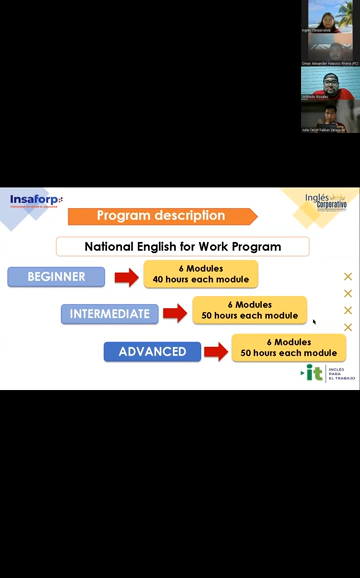 Insaforp
Inglés
Corporativo
Program description
National English for Work Program
BEGINNER
6 Modules
40 hours each module
INTERMEDIATE
6 Modules
50 hours each module
ADVANCED
6 Modules
50 hours each module
it
INGLÉS
PARA
EL TRABAJO